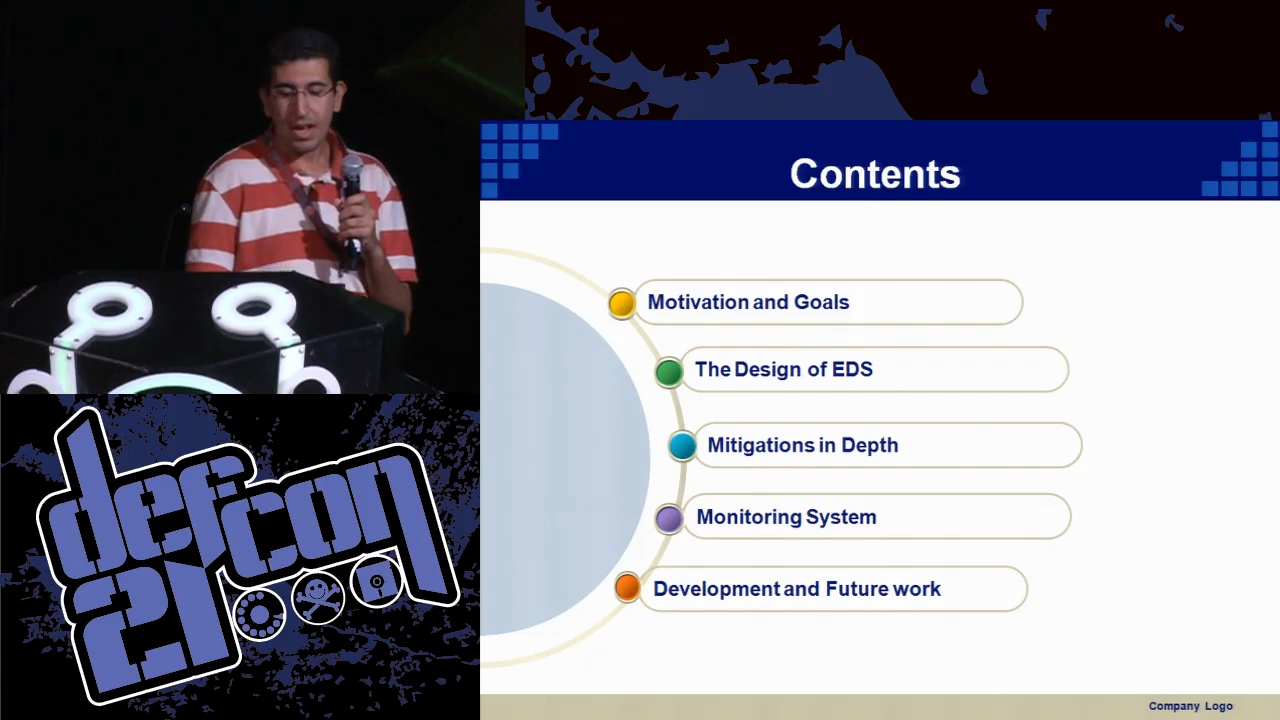 Contents
Motivation and Goals
The Design of EDS
Mitigations in Depth
Monitoring System
Development and Future work
Company Logo
defcon
21